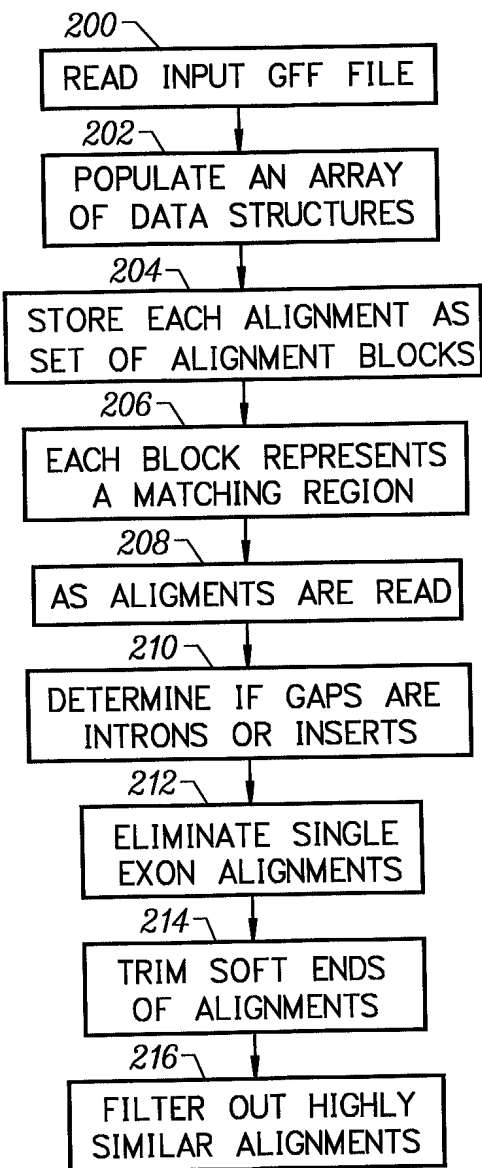 200
READ INPUT GFF FILE
202
POPULATE AN ARRAY
OF DATA STRUCTURES
204
STORE EACH ALIGNMENT AS
SET OF ALIGNMENT BLOCKS
206
EACH BLOCK REPRESENTS
A MATCHING REGION
208
AS ALIGMENTS ARE READ
210
DETERMINE IF GAPS ARE
INTRONS OR INSERTS
212
ELIMINATE SINGLE
EXON ALIGNMENTS
214
TRIM SOFT ENDS
OF ALIGNMENTS
216
FILTER OUT HIGHLY
SIMILAR ALIGNMENTS